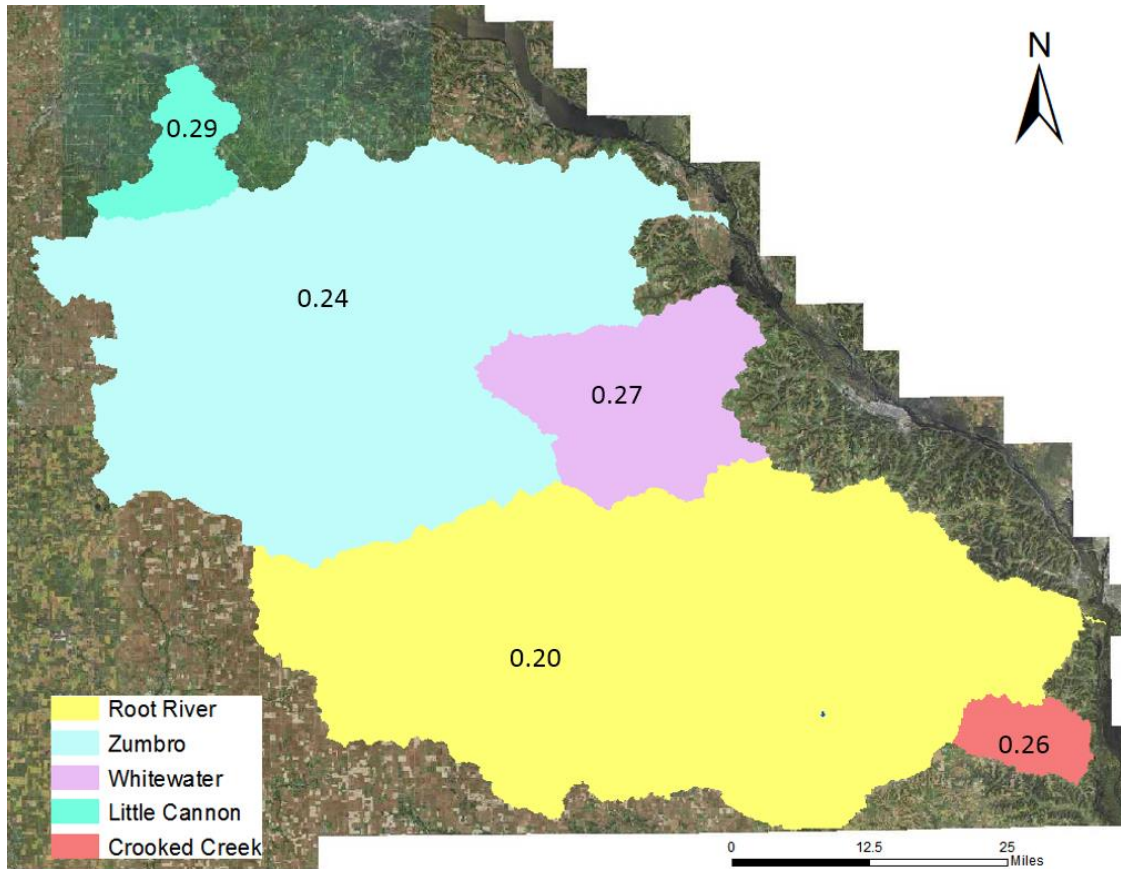 N
0.29
0.24
0.27
0.20
0.26
Root River
Zumbro
Whitewater
Little Cannon
Crooked Creek
0 12.5 25
Miles